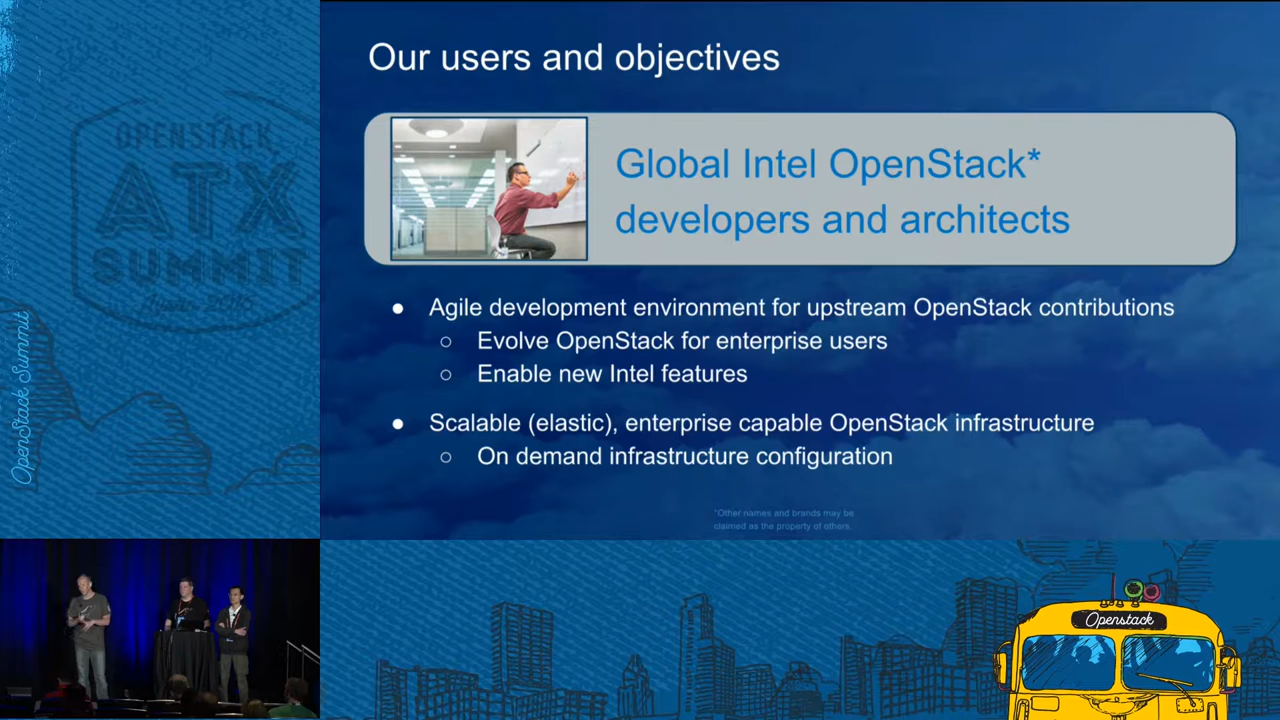 Our users and objectives
Global Intel OpenStack*
developers and architects
● Agile development environment for upstream OpenStack contributions
○ Evolve OpenStack for enterprise users
○ Enable new Intel features
● Scalable (elastic), enterprise capable OpenStack infrastructure
○ On demand infrastructure configuration
*Other names and brands may be
claimed as the property of others.
OPENSTACK
ATX
SUMMIT
Austin 2016
OpenStack Summit
Openstack